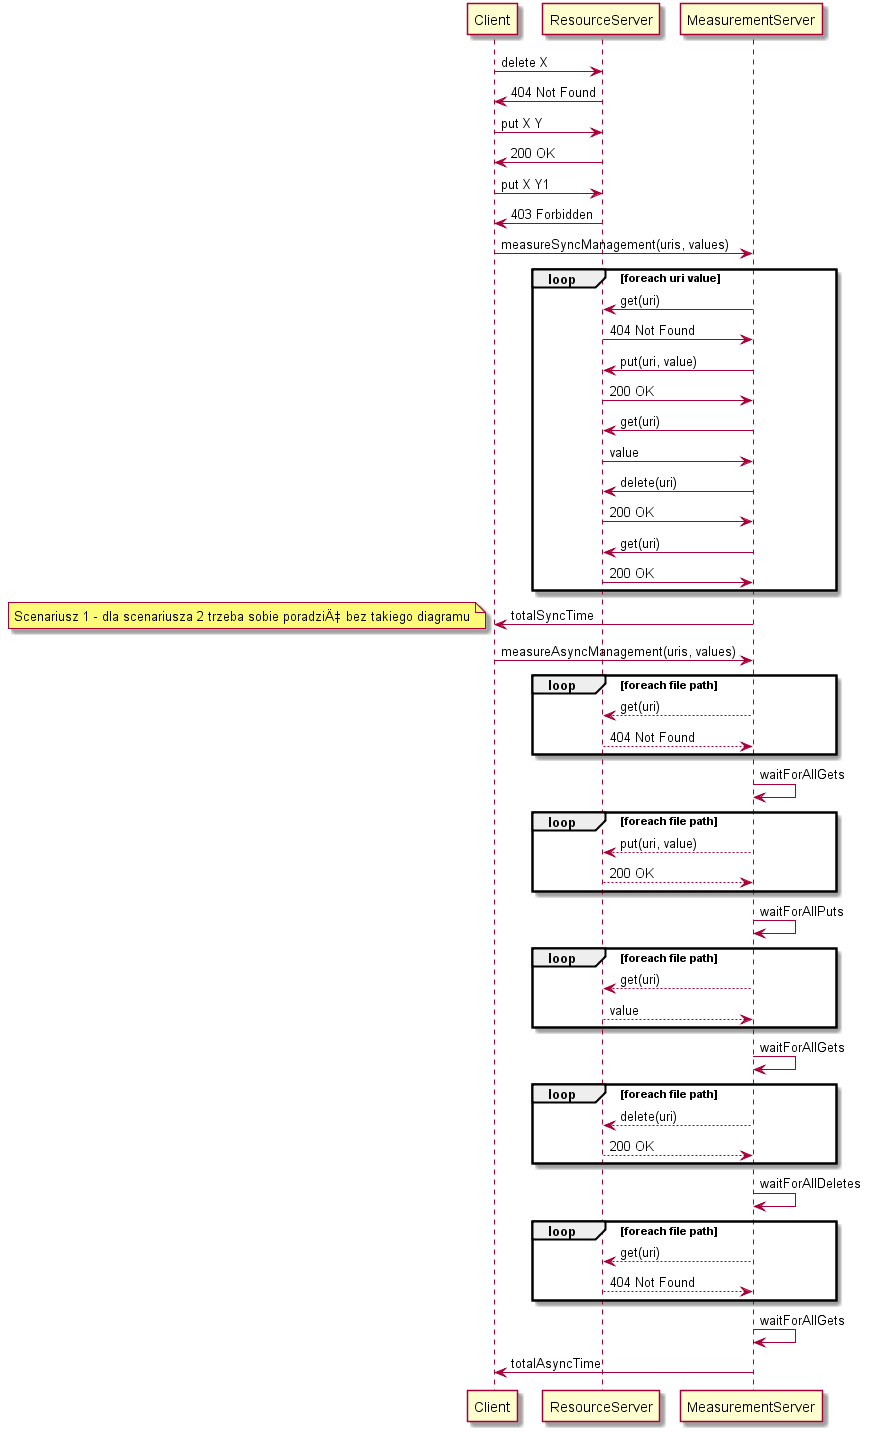 Client
ResourceServer
MeasurementServer
delete X
404 Not Found
put X Y
200 OK
put X Y1
403 Forbidden
measureSyncManagement(uris, values)
loop
[foreach uri value]
get(uri)
404 Not Found
put(uri, value)
200 OK
get(uri)
value
delete(uri)
200 OK
get(uri)
200 OK
Scenariusz 1 - dla scenariusza 2 trzeba sobie poradziÄ‡ bez takiego diagramu
totalSyncTime
measureAsyncManagement(uris, values)
loop
[foreach file path]
get(uri)
404 Not Found
waitForAllGets
loop
[foreach file path]
put(uri, value)
200 OK
waitForAllPuts
loop
[foreach file path]
get(uri)
value
waitForAllGets
loop
[foreach file path]
delete(uri)
200 OK
waitForAllDeletes
loop
[foreach file path]
get(uri)
404 Not Found
waitForAllGets
totalAsyncTime
Client
ResourceServer
MeasurementServer